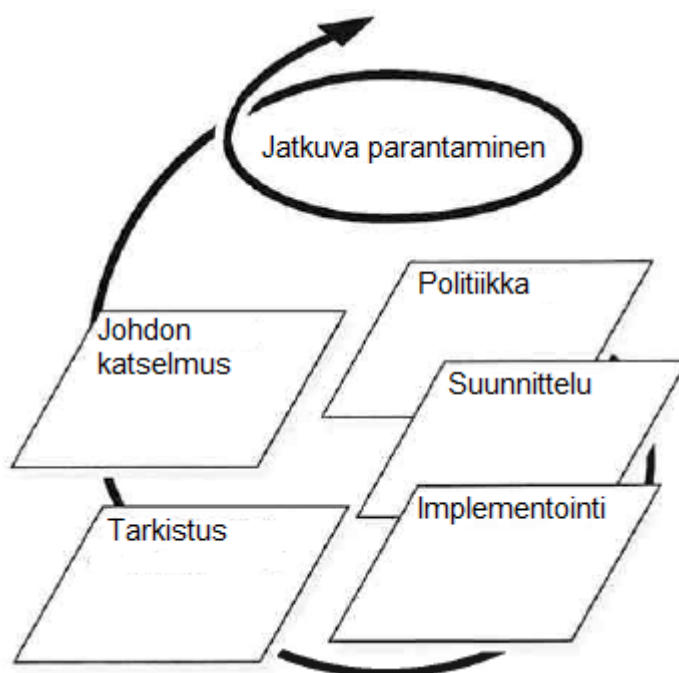 Jatkuva parantaminen
Politiikka
Johdon
katselmus
Suunnittelu
Implementointi
Tarkistus